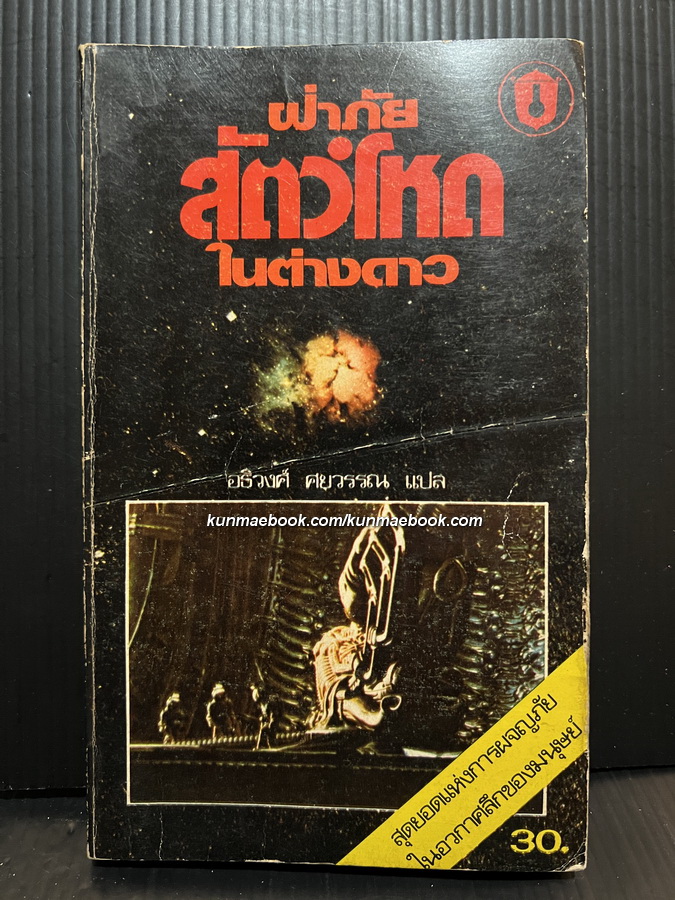 ฝ่าภัย
สัตว์โหด
ในต่างดาว
อธิวงศ์ ศยวรรณ แปล
kunmaebook.com/kunmaebook.com
สุดยอดแห่งการผจญภัย
ในอวกาศลึกของมนุษย์
30.